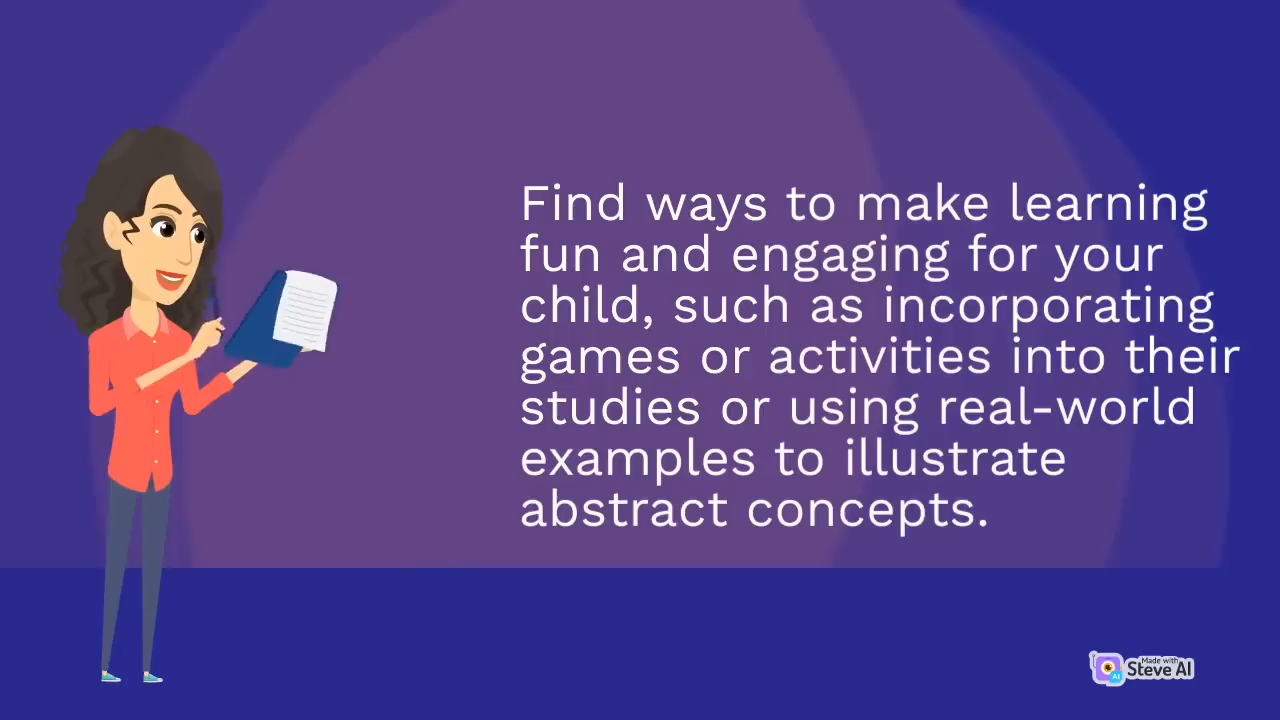 Find ways to make learning
fun and engaging for your
child, such as incorporating
games or activities into their
studies or using real-world
examples to illustrate
abstract concepts.
Made with
Steve AI
AI